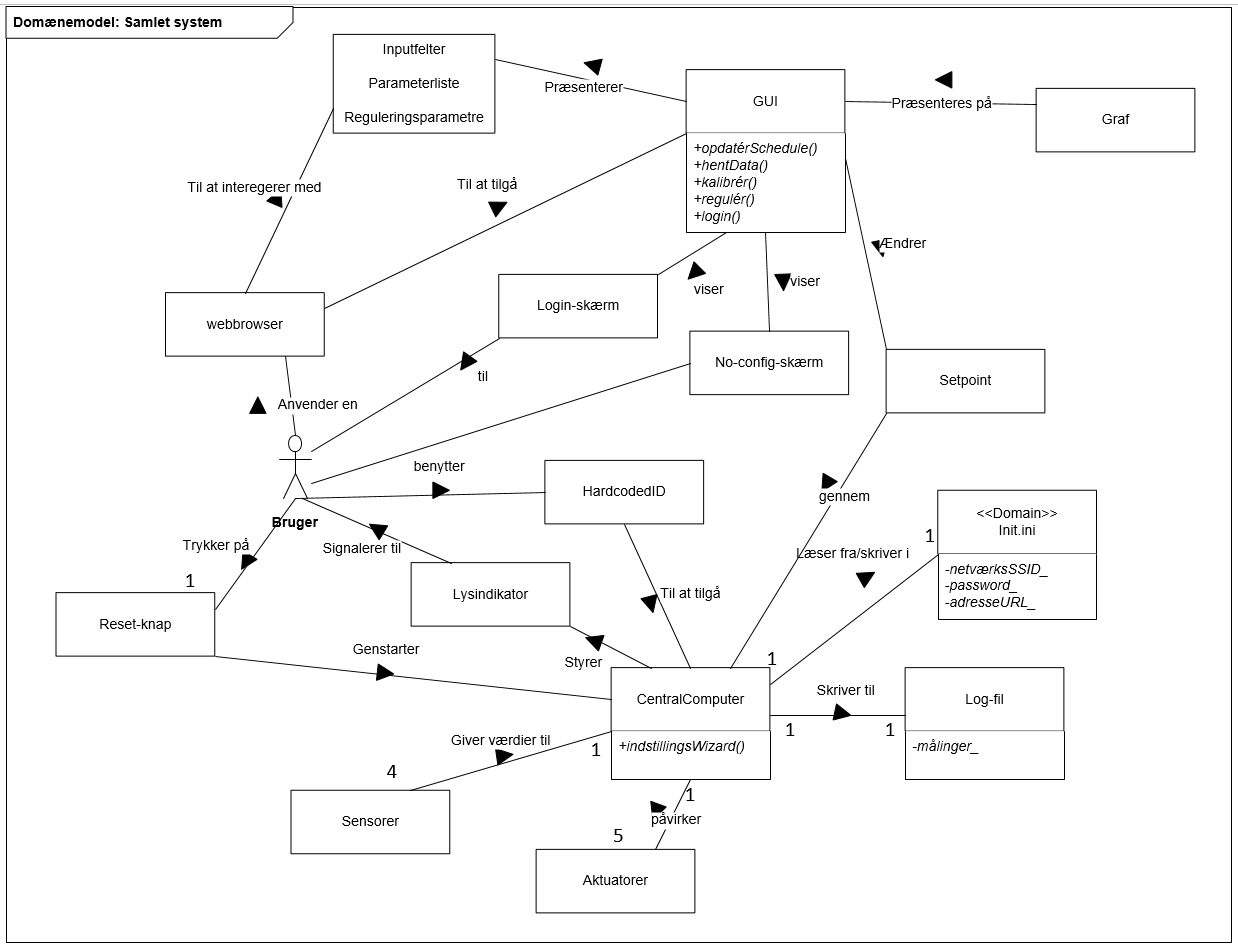 Domænemodel: Samlet system
Inputfelter
Parameterliste
Reguleringsparametre
Præsenterer
GUI
+opdatérSchedule()
+hentData()
+kalibrér()
+regulér()
+login()
Præsenteres på
Graf
Til at interegerer med
Til at tilgå
Ændrer
viser
viser
webbrowser
Login-skærm
No-config-skærm
Setpoint
til
Anvender en
Bruger
benytter
HardcodedID
gennem
<<Domain>>
Init.ini
-netværksSSID_
-password_
-adresseURL_
1
Læser fra/skriver i
Trykker på
Signalerer til
1
Reset-knap
Lysindikator
Til at tilgå
Genstarter
Styrer
1
CentralComputer
+indstillingsWizard()
Skriver til
1
1
Log-fil
-målinger_
Giver værdier til
1
4
Sensorer
1
påvirker
5
Aktuatorer